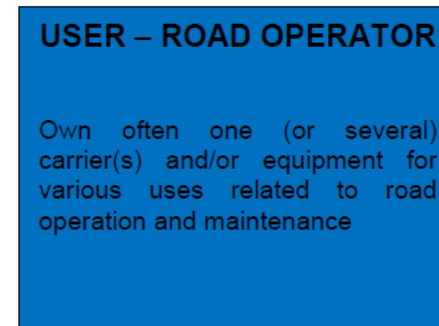 USER – ROAD OPERATOR
Own often one (or several)
carrier(s) and/or equipment for
various uses related to road
operation and maintenance